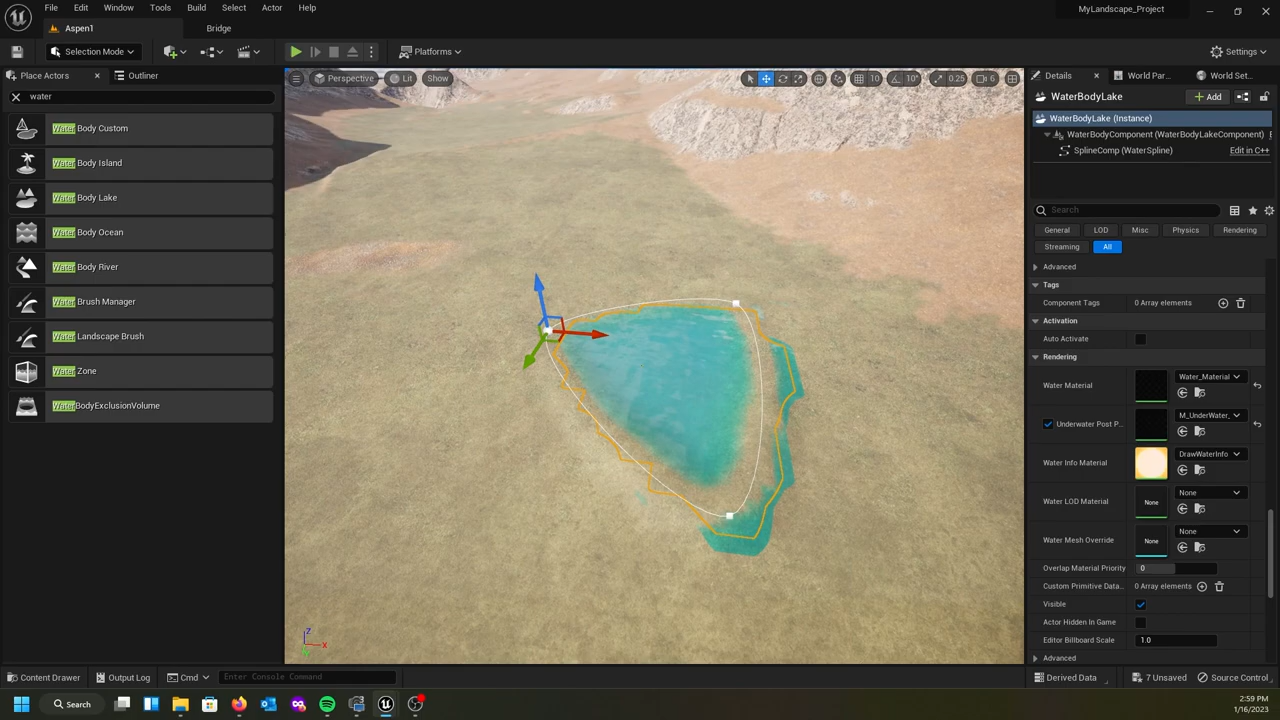 File Edit Window Tools Build Select Actor Help
MyLandscape_Project
Aspen1
Bridge
Selection Mode
Platforms
Settings
Place Actors
Outliner
water
Water Body Custom
Water Body Island
Water Body Lake
Water Body Ocean
Water Body River
Water Brush Manager
Water Landscape Brush
Water Zone
WaterBodyExclusionVolume
Perspective
Lit
Show
10
10°
0.25
6
Z
X
Details
World Par...
World Set...
WaterBodyLake
Add
WaterBodyLake (Instance)
WaterBodyComponent (WaterBodyLakeComponent)
SplineComp (WaterSpline)
Edit in C++
Search
General
LOD
Misc
Physics
Rendering
Streaming
All
Advanced
Tags
Component Tags
0 Array elements
Activation
Auto Activate
Rendering
Water Material
Water_Material
Underwater Post P...
M_UnderWater_
Water Info Material
DrawWaterInfo
Water LOD Material
None
None
Water Mesh Override
None
None
Overlap Material Priority
0
Custom Primitive Data...
0 Array elements
Visible
Actor Hidden In Game
Editor Billboard Scale
1.0
Advanced
Content Drawer
Output Log
Cmd
Enter Console Command
Derived Data
7 Unsaved
Source Control
Search
2:59 PM
1/16/2023